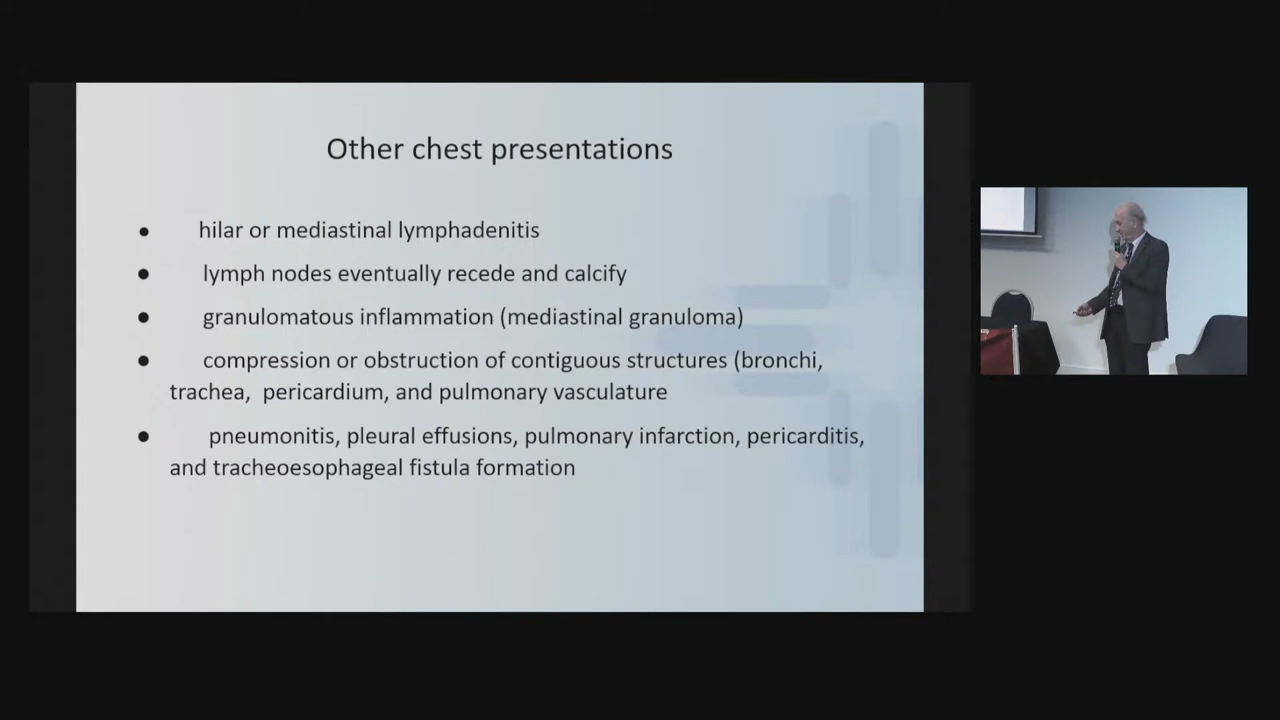 Other chest presentations
● hilar or mediastinal lymphadenitis
● lymph nodes eventually recede and calcify
● granulomatous inflammation (mediastinal granuloma)
● compression or obstruction of contiguous structures (bronchi,
trachea, pericardium, and pulmonary vasculature
● pneumonitis, pleural effusions, pulmonary infarction, pericarditis,
and tracheoesophageal fistula formation